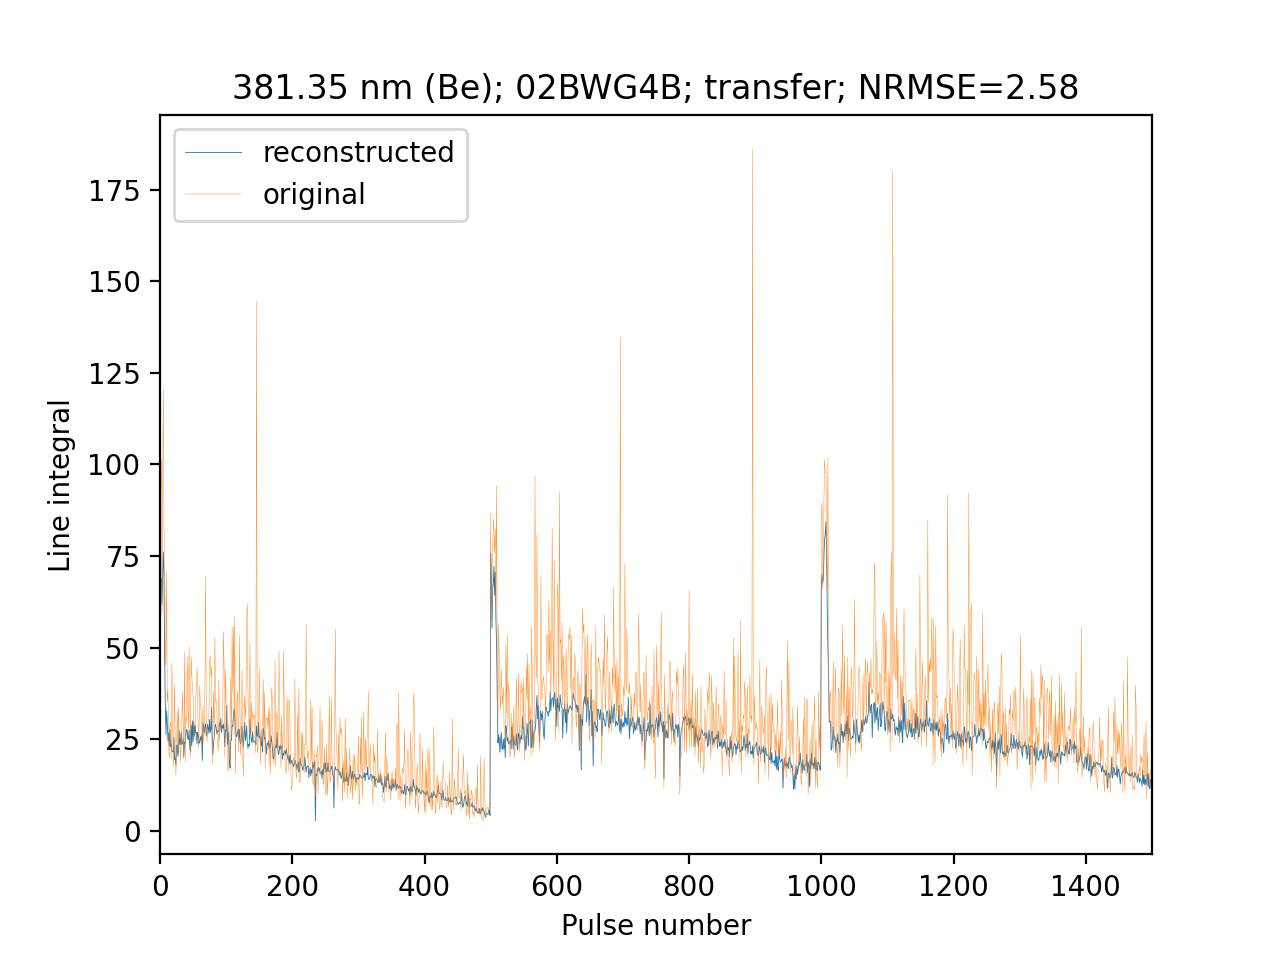 381.35 nm (Be); 02BWG4B; transfer; NRMSE=2.58
reconstructed
original
175
150
125
100
75
50
25
0
Line integral
0 200 400 600 800 1000 1200 1400
Pulse number